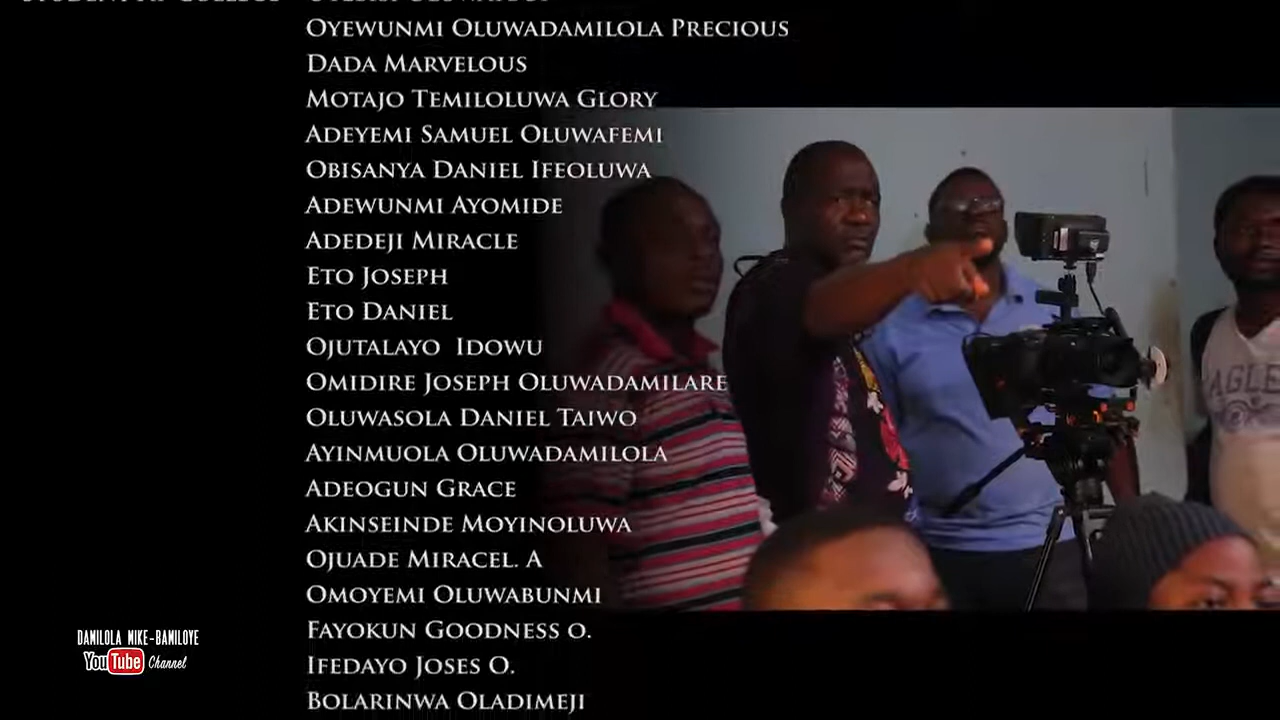 OYEWUNMI OLUWADAMILOLA PRECIOUS
DADA MARVELOUS
MOTAJO TEMILOLUWA GLORY
ADEYEMI SAMUEL OLUWAFEMI
OBISANYA DANIEL IFEOLUWA
ADEWUNMI AYOMIDE
ADEDEJI MIRACLE
ETO JOSEPH
ETO DANIEL
OJUTALAYO IDOWU
OMIDIRE JOSEPH OLUWADAMILARE
OLUWASOLA DANIEL TAIWO
AYINMUOLA OLUWADAMILOLA
ADEOGUN GRACE
AKINSEINDE MOYINOLUWA
OJUADE MIRACEL. A
OMOYEMI OLUWABUNMI
FAYOKUN GOODNESS O.
IFEDAYO JOSES O.
BOLARINWA OLADIMEJI
DAMILOLA MIKE-BAMILOYE
YouTube Channel